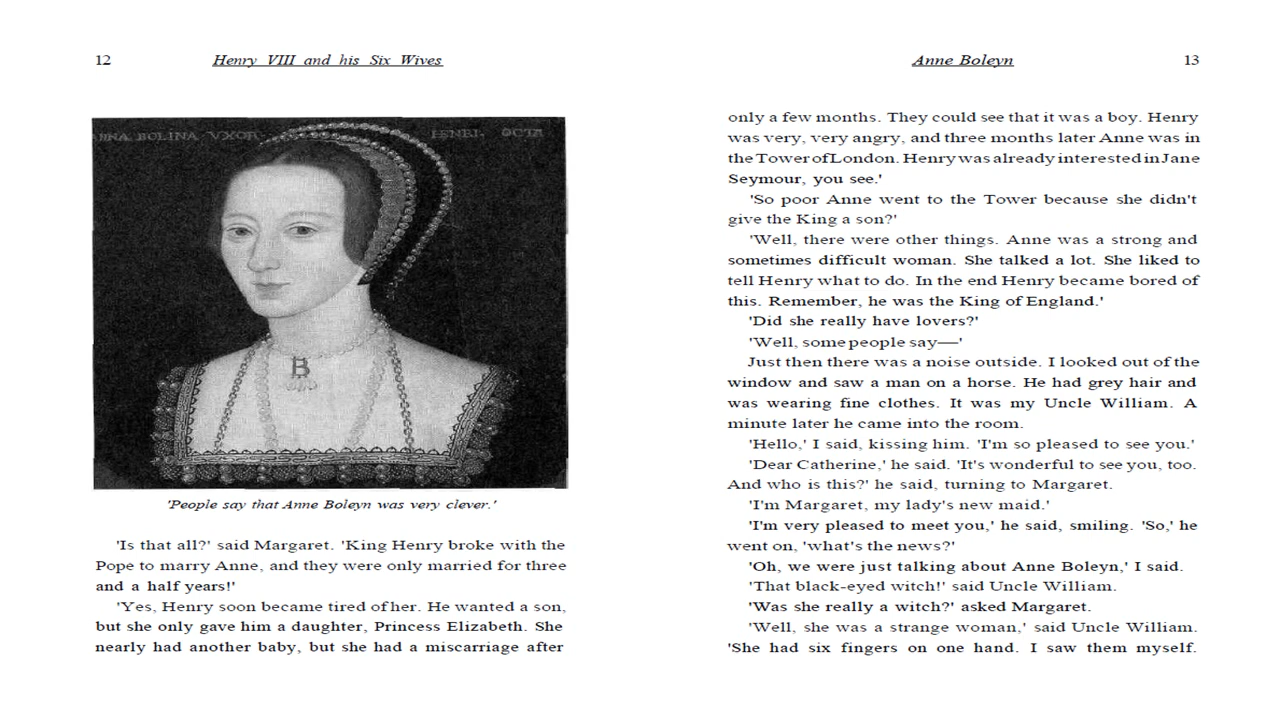 12 Henry VIII and his Six Wives
ANNA BOLINA VXOR HENRI OCTA
B
'People say that Anne Boleyn was very clever.'
'Is that all?' said Margaret. 'King Henry broke with the
Pope to marry Anne, and they were only married for three
and a half years!'
'Yes, Henry soon became tired of her. He wanted a son,
but she only gave him a daughter, Princess Elizabeth. She
nearly had another baby, but she had a miscarriage after
Anne Boleyn 13
only a few months. They could see that it was a boy. Henry
was very, very angry, and three months later Anne was in
the Tower of London. Henry was already interested in Jane
Seymour, you see.'
'So poor Anne went to the Tower because she didn't
give the King a son?'
'Well, there were other things. Anne was a strong and
sometimes difficult woman. She talked a lot. She liked to
tell Henry what to do. In the end Henry became bored of
this. Remember, he was the King of England.'
'Did she really have lovers?'
'Well, some people say—'
Just then there was a noise outside. I looked out of the
window and saw a man on a horse. He had grey hair and
was wearing fine clothes. It was my Uncle William. A
minute later he came into the room.
'Hello,' I said, kissing him. 'I'm so pleased to see you.'
'Dear Catherine,' he said. 'It's wonderful to see you, too.
And who is this?' he said, turning to Margaret.
'I'm Margaret, my lady's new maid.'
'I'm very pleased to meet you,' he said, smiling. 'So,' he
went on, 'what's the news?'
'Oh, we were just talking about Anne Boleyn,' I said.
'That black-eyed witch!' said Uncle William.
'Was she really a witch?' asked Margaret.
'Well, she was a strange woman,' said Uncle William.
'She had six fingers on one hand. I saw them myself.